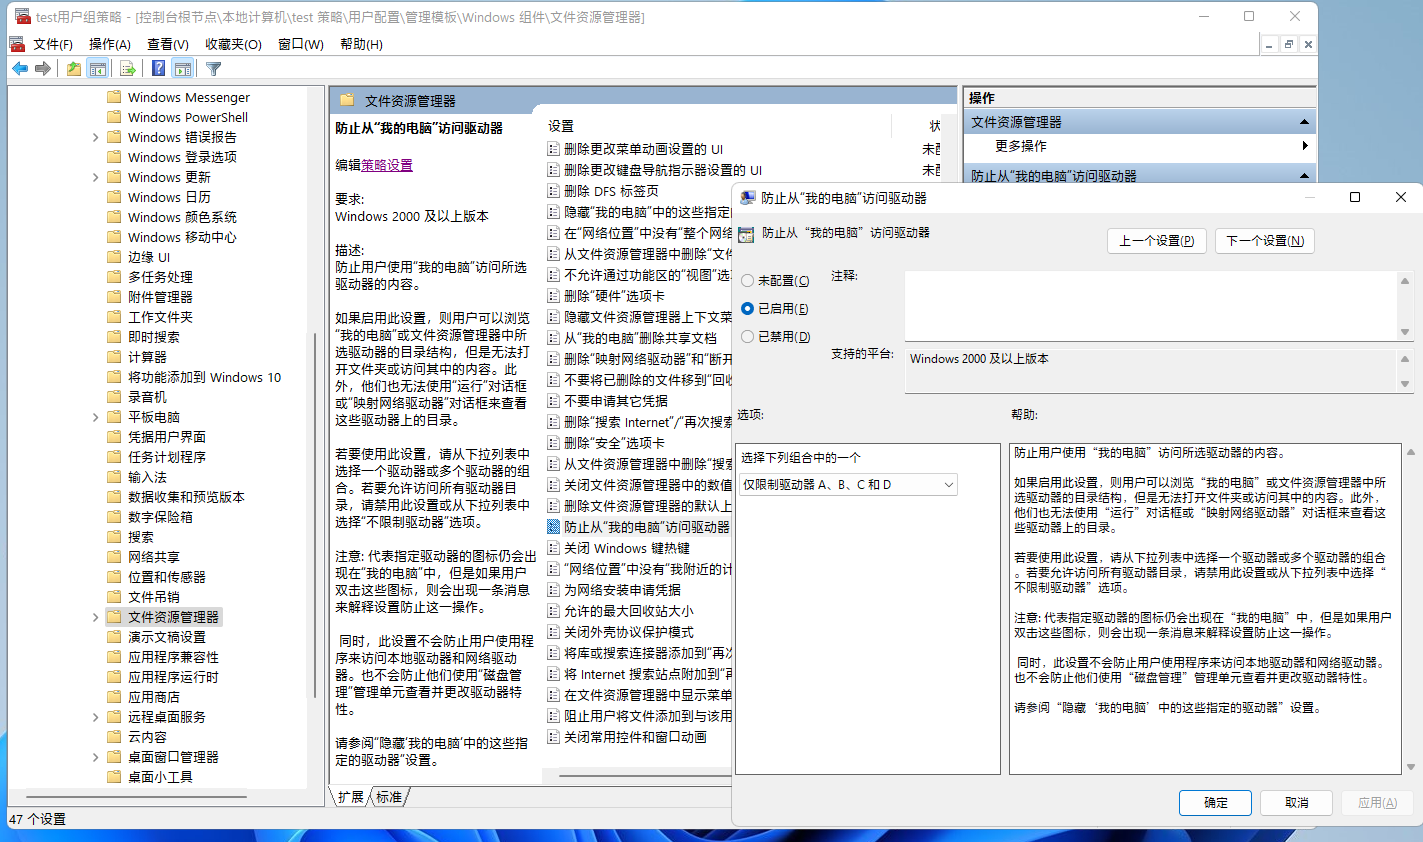 test用户组策略 - [控制台根节点\本地计算机\test 策略\用户配置\管理模板\Windows 组件\文件资源管理器]
文件(F) 操作(A) 查看(V) 收藏夹(O) 窗口(W) 帮助(H)
Windows Messenger
Windows PowerShell
Windows 错误报告
Windows 登录选项
Windows 更新
Windows 日历
Windows 颜色系统
Windows 移动中心
边缘 UI
多任务处理
附件管理器
工作文件夹
即时搜索
计算器
将功能添加到 Windows 10
录音机
平板电脑
凭据用户界面
任务计划程序
输入法
数据收集和预览版本
数字保险箱
搜索
网络共享
位置和传感器
文件吊销
文件资源管理器
演示文稿设置
应用程序兼容性
应用程序运行时
应用商店
远程桌面服务
云内容
桌面窗口管理器
桌面小工具
47 个设置
文件资源管理器
防止从“我的电脑”访问驱动器
编辑策略设置
要求:
Windows 2000 及以上版本
描述:
防止用户使用“我的电脑”访问所选
驱动器的内容。
如果启用此设置，则用户可以浏览
“我的电脑”或文件资源管理器中所
选驱动器的目录结构，但是无法打
开文件夹或访问其中的内容。此
外，他们也无法使用“运行”对话框
或“映射网络驱动器”对话框来查看
这些驱动器上的目录。
若要使用此设置，请从下拉列表中
选择一个驱动器或多个驱动器的组
合。若要允许访问所有驱动器目
录，请禁用此设置或从下拉列表中
选择“不限制驱动器”选项。
注意: 代表指定驱动器的图标仍会出
现在“我的电脑”中，但是如果用户
双击这些图标，则会出现一条消息
来解释设置防止这一操作。
同时，此设置不会防止用户使用程
序来访问本地驱动器和网络驱动
器。也不会防止他们使用“磁盘管
理”管理单元查看并更改驱动器特
性。
请参阅“隐藏‘我的电脑’中的这些指
定的驱动器”设置。
扩展 标准
设置 状
删除更改菜单动画设置的 UI 未配
删除更改键盘导航指示器设置的 UI 未配
删除 DFS 标签页
隐藏“我的电脑”中的这些指定
在“网络位置”中没有“整个网络
从文件资源管理器中删除“文件
不允许通过功能区的“视图”选
删除“硬件”选项卡
隐藏文件资源管理器上下文菜
从“我的电脑”删除共享文档
删除“映射网络驱动器”和“断开
不要将已删除的文件移到“回收
不要申请其它凭据
删除“搜索 Internet”/“再次搜索
删除“安全”选项卡
从文件资源管理器中删除“搜索
关闭文件资源管理器中的数值
删除文件资源管理器的默认上
防止从“我的电脑”访问驱动器
关闭 Windows 键热键
“网络位置”中没有“我附近的计
为网络安装申请凭据
允许的最大回收站大小
关闭外壳协议保护模式
将库或搜索连接器添加到“再次
将 Internet 搜索站点附加到“再
在文件资源管理器中显示菜单
阻止用户将文件添加到与该用
关闭常用控件和窗口动画
操作
文件资源管理器
更多操作
防止从“我的电脑”访问驱动器
防止从“我的电脑”访问驱动器
防止从“我的电脑”访问驱动器
上一个设置(P) 下一个设置(N)
未配置(C)
已启用(E)
已禁用(D)
注释:
支持的平台: Windows 2000 及以上版本
选项:
选择下列组合中的一个
仅限制驱动器 A、B、C 和 D
帮助:
防止用户使用“我的电脑”访问所选驱动器的内容。
如果启用此设置，则用户可以浏览“我的电脑”或文件资源管理器中所
选驱动器的目录结构，但是无法打开文件夹或访问其中的内容。此外，
他们也无法使用“运行”对话框或“映射网络驱动器”对话框来查看这
些驱动器上的目录。
若要使用此设置，请从下拉列表中选择一个驱动器或多个驱动器的组合
。若要允许访问所有驱动器目录，请禁用此设置或从下拉列表中选择“
不限制驱动器”选项。
注意: 代表指定驱动器的图标仍会出现在“我的电脑”中，但是如果用户
双击这些图标，则会出现一条消息来解释设置防止这一操作。
同时，此设置不会防止用户使用程序来访问本地驱动器和网络驱动器。
也不会防止他们使用“磁盘管理”管理单元查看并更改驱动器特性。
请参阅“隐藏‘我的电脑’中的这些指定的驱动器”设置。
确定 取消 应用(A)